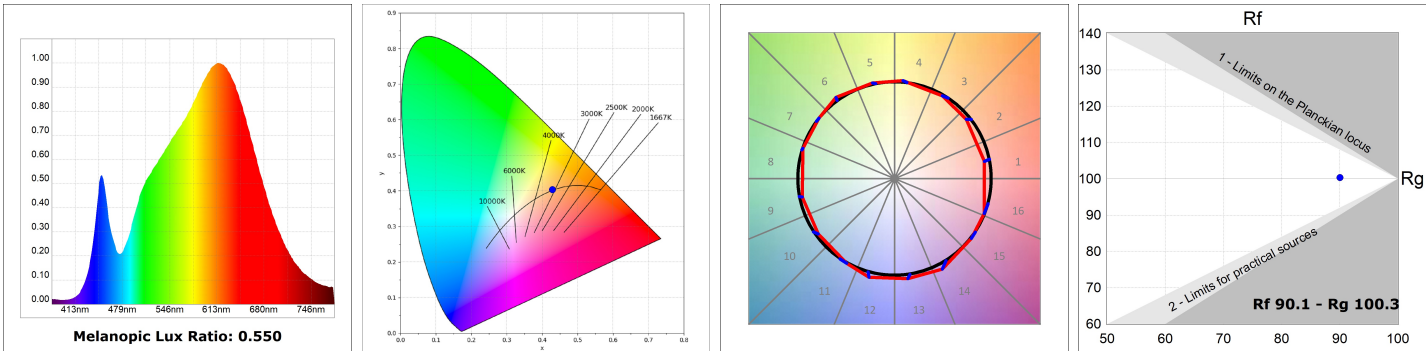 1.00
0.90
0.80
0.70
0.60
0.50
0.40
0.30
0.20
0.10
0.00
413nm 479nm 546nm 613nm 680nm 746nm
Melanopic Lux Ratio: 0.550
0.9
0.8
0.7
0.6
0.5
0.4
0.3
0.2
0.1
0.0
y
0.0 0.1 0.2 0.3 0.4 0.5 0.6 0.7 0.8
x
2500K
3000K
2000K
1667K
4000K
6000K
10000K
5
4
6
3
7
2
8
1
9
16
10
15
11
14
12
13
Rf
140
130
120
110
100
90
80
70
60
1 - Limits on the Planckian locus
Rg
2 - Limits for practical sources
Rf 90.1 - Rg 100.3
50 60 70 80 90 100